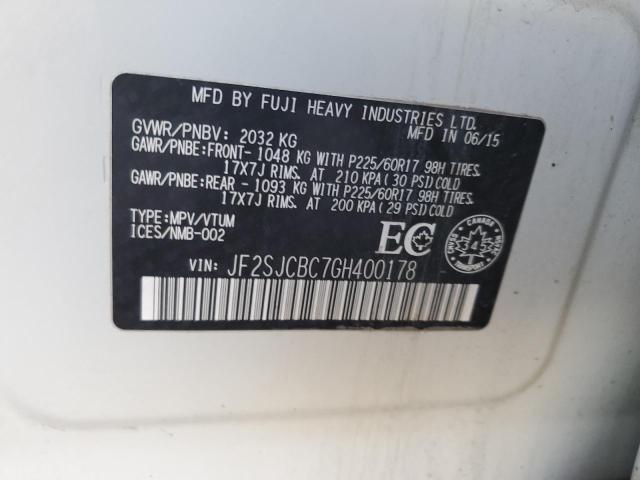 MFD BY FUJI HEAVY INDUSTRIES LTD.
MFD IN 06/15
GVWR/PNBV: 2032 KG
GAWR/PNBE:FRONT- 1048 KG WITH P225/60R17 98H TIRES.
17X7J RIMS. AT 210 KPA (30 PSI) COLD
GAWR/PNBE:REAR - 1093 KG WITH P225/60R17 98H TIRES.
17X7J RIMS. AT 200 KPA (29 PSI) COLD
TYPE:MPV/VTUM
ICES/NMB-002
EC
CANADA
4
TRANSPORT
VIN: JF2SJCBC7GH400178